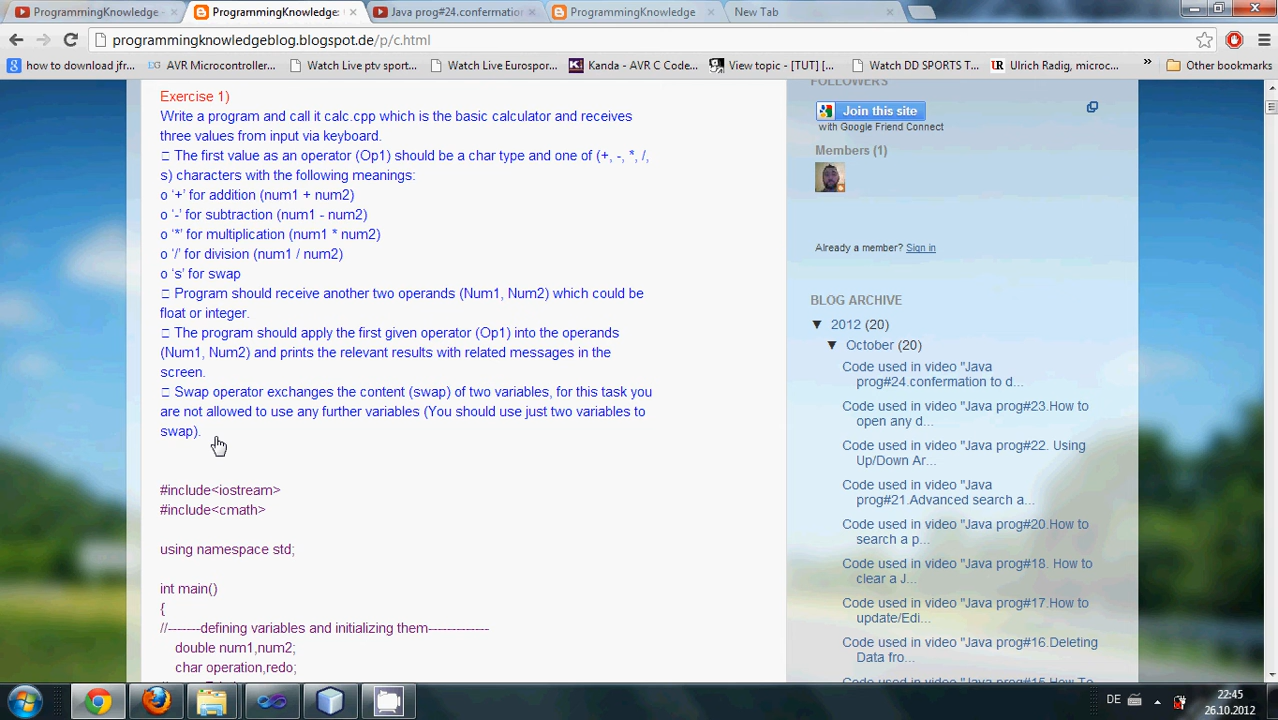 ProgrammingKnowledge -
ProgrammingKnowledge:
Java prog#24.confermation
ProgrammingKnowledge
New Tab
programmingknowledgeblog.blogspot.de/p/c.html
how to download jfr...
AVR Microcontroller...
Watch Live ptv sport...
Watch Live Eurospor...
Kanda - AVR C Code...
View topic - [TUT] [...
Watch DD SPORTS T...
Ulrich Radig, microc...
»
Other bookmarks
Exercise 1)
Write a program and call it calc.cpp which is the basic calculator and receives
three values from input via keyboard.
 The first value as an operator (Op1) should be a char type and one of (+, -, *, /,
s) characters with the following meanings:
o ‘+’ for addition (num1 + num2)
o ‘-’ for subtraction (num1 - num2)
o ‘*’ for multiplication (num1 * num2)
o ‘/’ for division (num1 / num2)
o ‘s’ for swap
 Program should receive another two operands (Num1, Num2) which could be
float or integer.
 The program should apply the first given operator (Op1) into the operands
(Num1, Num2) and prints the relevant results with related messages in the
screen.
 Swap operator exchanges the content (swap) of two variables, for this task you
are not allowed to use any further variables (You should use just two variables to
swap).
#include<iostream>
#include<cmath>
using namespace std;
int main()
{
//-------defining variables and initializing them-------------
double num1,num2;
char operation,redo;
FOLLOWERS
Join this site
with Google Friend Connect
Members (1)
Already a member? Sign in
BLOG ARCHIVE
▼ 2012 (20)
▼ October (20)
Code used in video "Java
prog#24.confermation to d...
Code used in video "Java prog#23.How to
open any d...
Code used in video "Java prog#22. Using
Up/Down Ar...
Code used in video "Java
prog#21.Advanced search a...
Code used in video "Java prog#20.How to
search a p...
Code used in video "Java prog#18. How to
clear a J...
Code used in video "Java prog#17.How to
update/Edi...
Code used in video "Java prog#16.Deleting
Data fro...
Code used in video "Java prog#15.How To
DE
22:45
26.10.2012